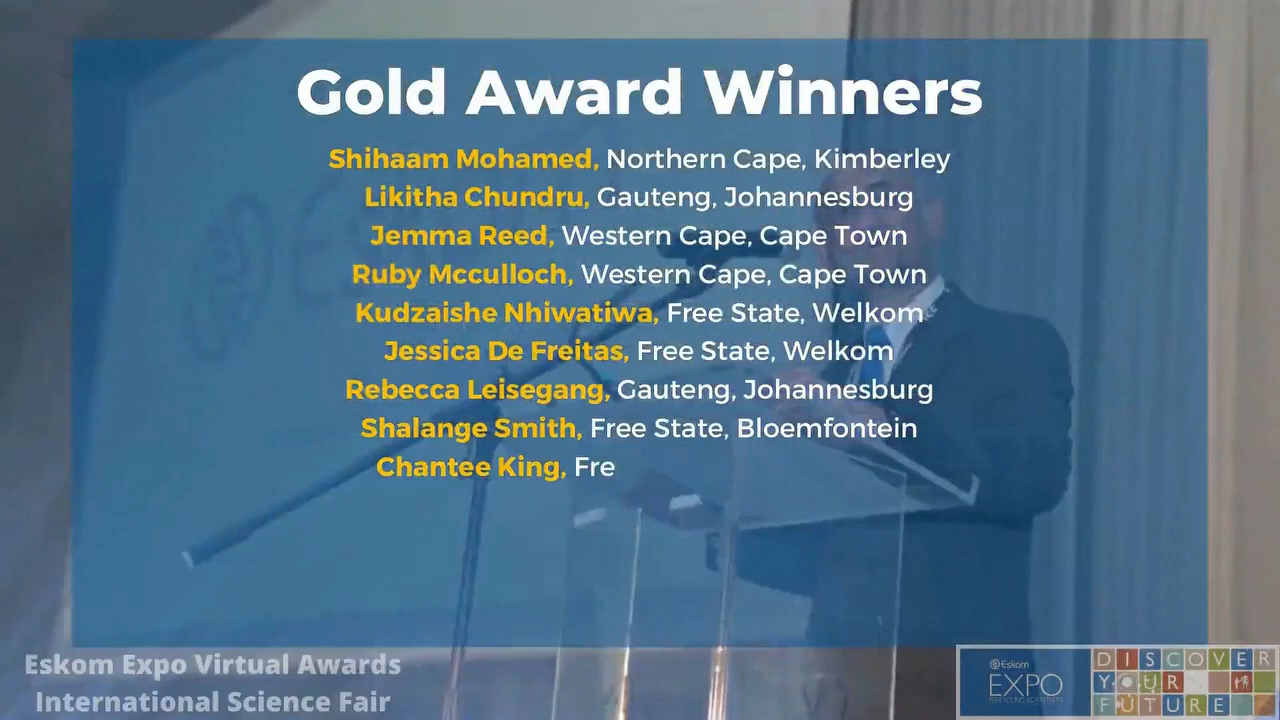 Gold Award Winners
Shihaam Mohamed, Northern Cape, Kimberley
Likitha Chundru, Gauteng, Johannesburg
Jemma Reed, Western Cape, Cape Town
Ruby Mcculloch, Western Cape, Cape Town
Kudzaishe Nhiwatiwa, Free State, Welkom
Jessica De Freitas, Free State, Welkom
Rebecca Leisegang, Gauteng, Johannesburg
Shalange Smith, Free State, Bloemfontein
Chantee King, Fre
Eskom Expo Virtual Awards
International Science Fair
Eskom
EXPO
FOR YOUNG SCIENTISTS
DISCOVER
YOUR
FUTURE